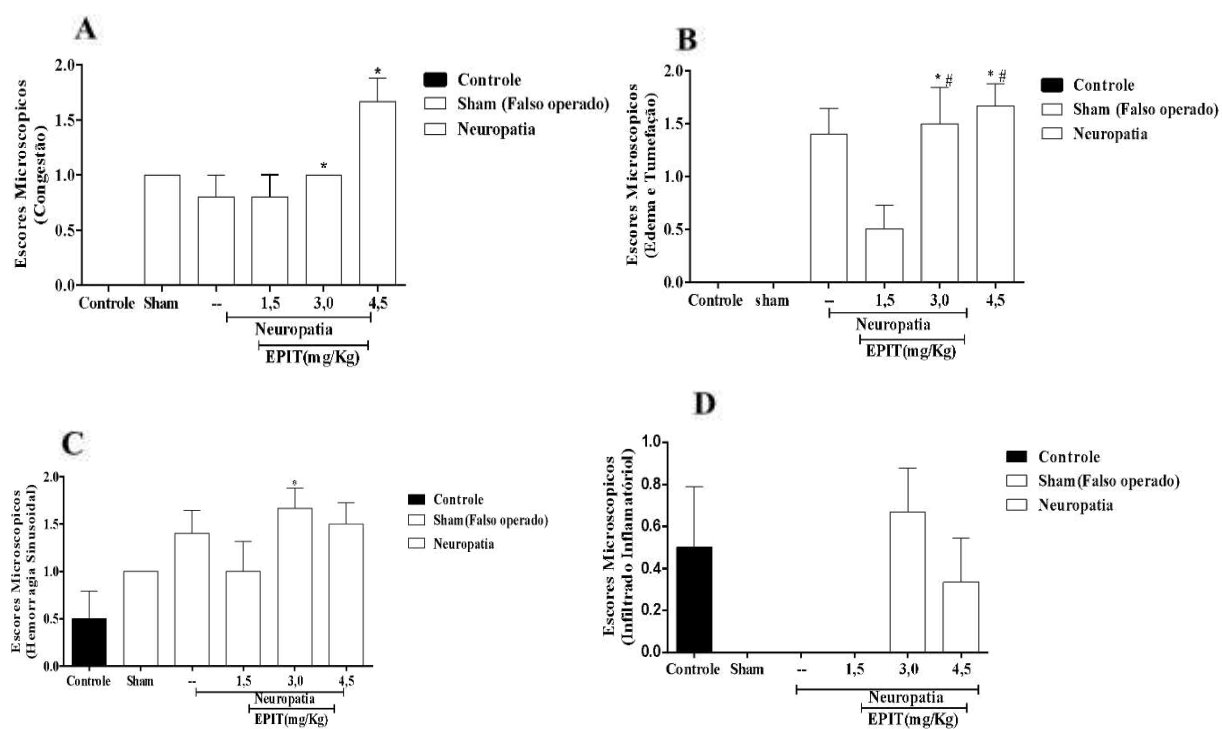 A
Escores Microscopicos
(Congestão)
2.0
1.5
1.0
0.5
0.0
*
*
Controle
Sham (Falso operado)
Neuropatia
Controle Sham -- 1,5 3,0 4,5
Neuropatia
EPIT(mg/Kg)
B
Escores Microscopicos
(Edema e Tumefação)
2.0
1.5
1.0
0.5
0.0
* # * #
Controle
Sham (Falso operado)
Neuropatia
Controle sham -- 1,5 3,0 4,5
Neuropatia
EPIT(mg/Kg)
C
Escores Microscopicos
(Hemorragia Sinusoidal)
2.0
1.5
1.0
0.5
0.0
*
Controle
Sham(Falso operado)
Neuropatia
Controle Sham -- 1,5 3,0 4,5
Neuropatia
EPIT(mg/Kg)
D
Escores Microscopicos
(Infiltrado Inflamatóriol)
1.0
0.8
0.6
0.4
0.2
0.0
Controle
Sham(Falso operado)
Neuropatia
Controle Sham -- 1,5 3,0 4,5
Neuropatia
EPIT(mg/Kg)